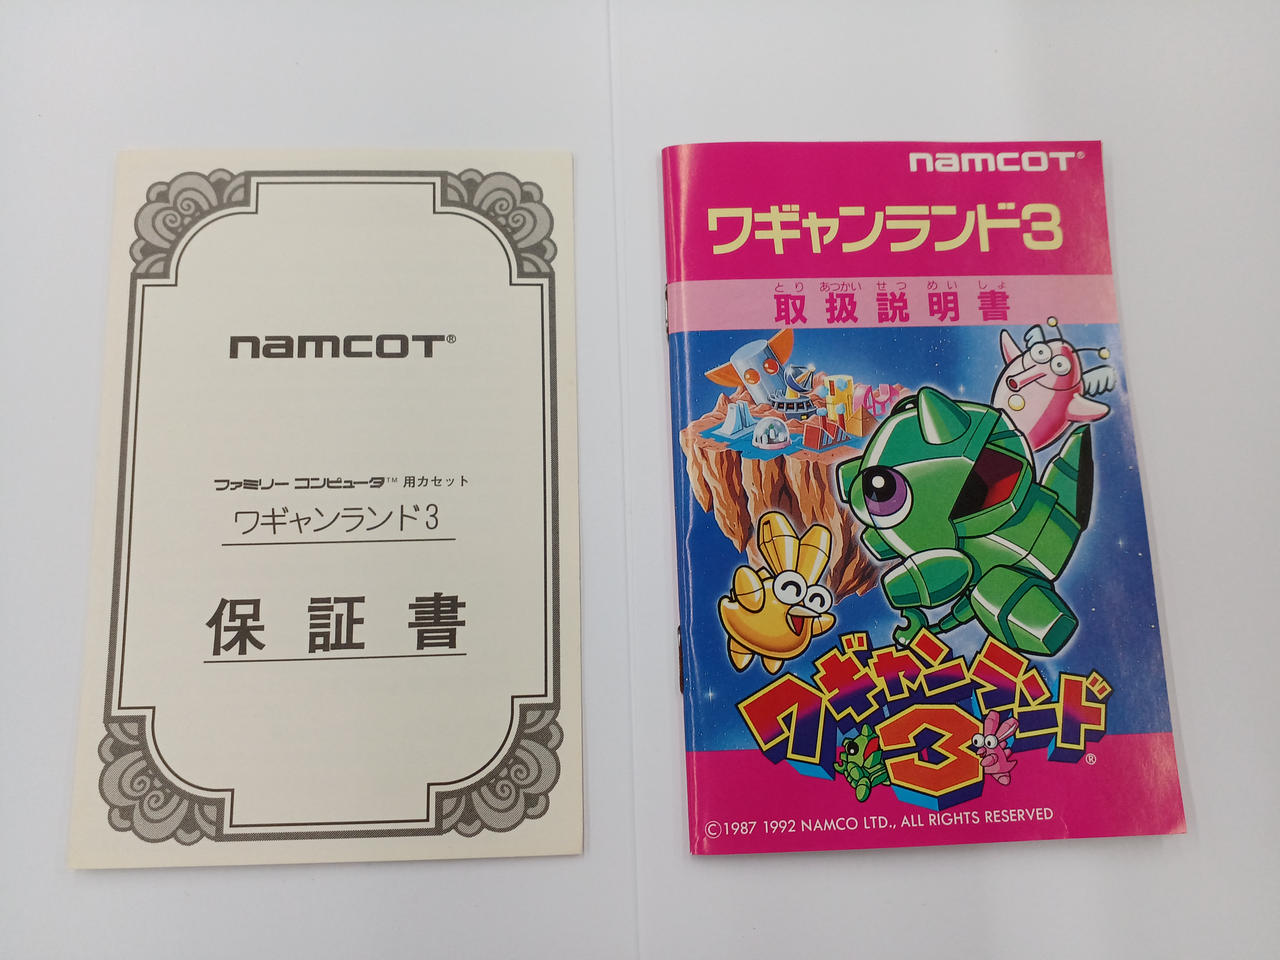 namcot®
ファミリー コンピュータ™ 用カセット
ワギャンランド3
保証書
namcot®
ワギャンランド3
とり あつかい せつ めい しょ
取扱説明書
ワギャンランド
3
®
©1987 1992 NAMCO LTD., ALL RIGHTS RESERVED